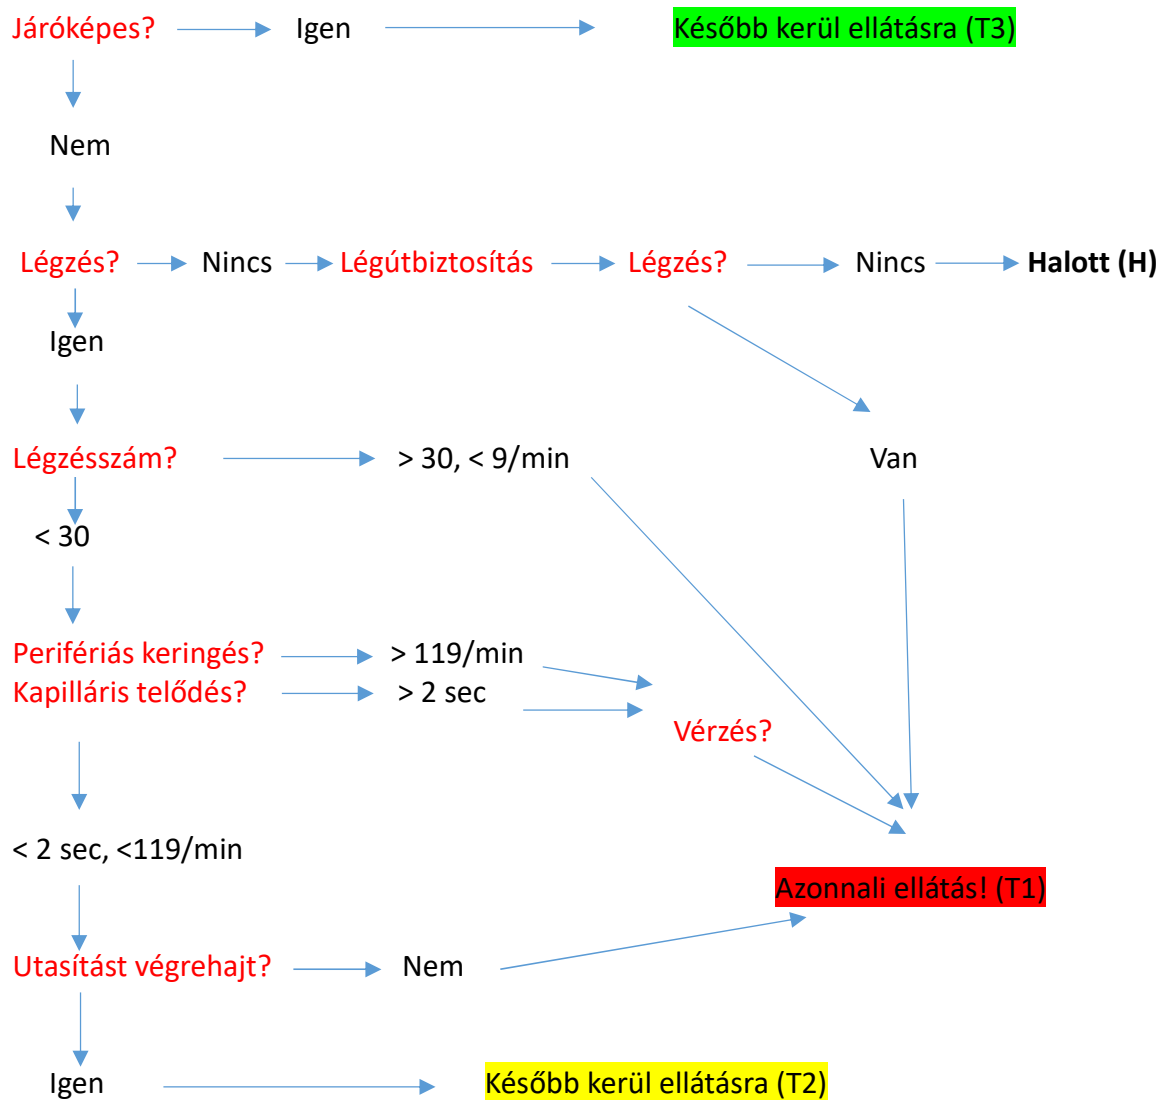 Járóképes? Igen Később kerül ellátásra (T3)
Nem
Légzés? Nincs Légútbiztosítás Légzés? Nincs Halott (H)
Igen
Légzésszám? > 30, < 9/min Van
< 30
Perifériás keringés? > 119/min
Kapilláris telődés? > 2 sec
Vérzés?
< 2 sec, <119/min
Azonnali ellátás! (T1)
Utasítást végrehajt? Nem
Igen Később kerül ellátásra (T2)